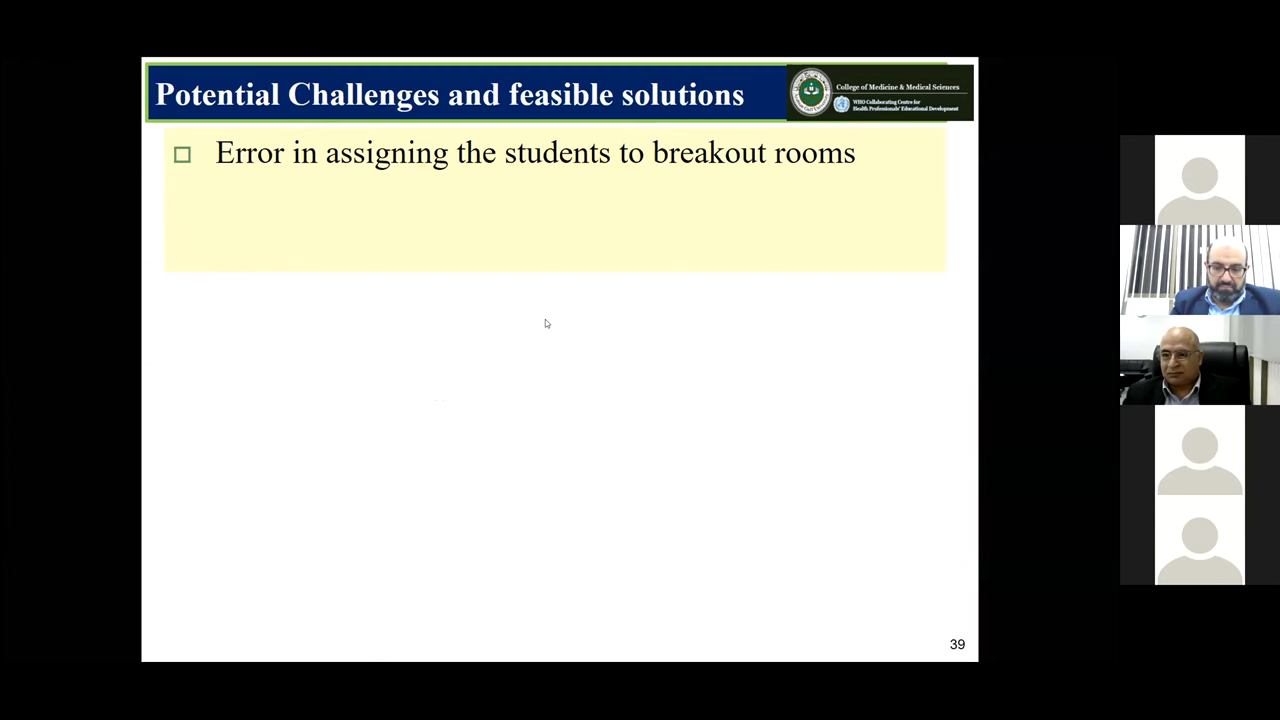 Potential Challenges and feasible solutions
College of Medicine & Medical Sciences
WHO Collaborating Centre for
Health Professionals' Educational Development
Error in assigning the students to breakout rooms
39